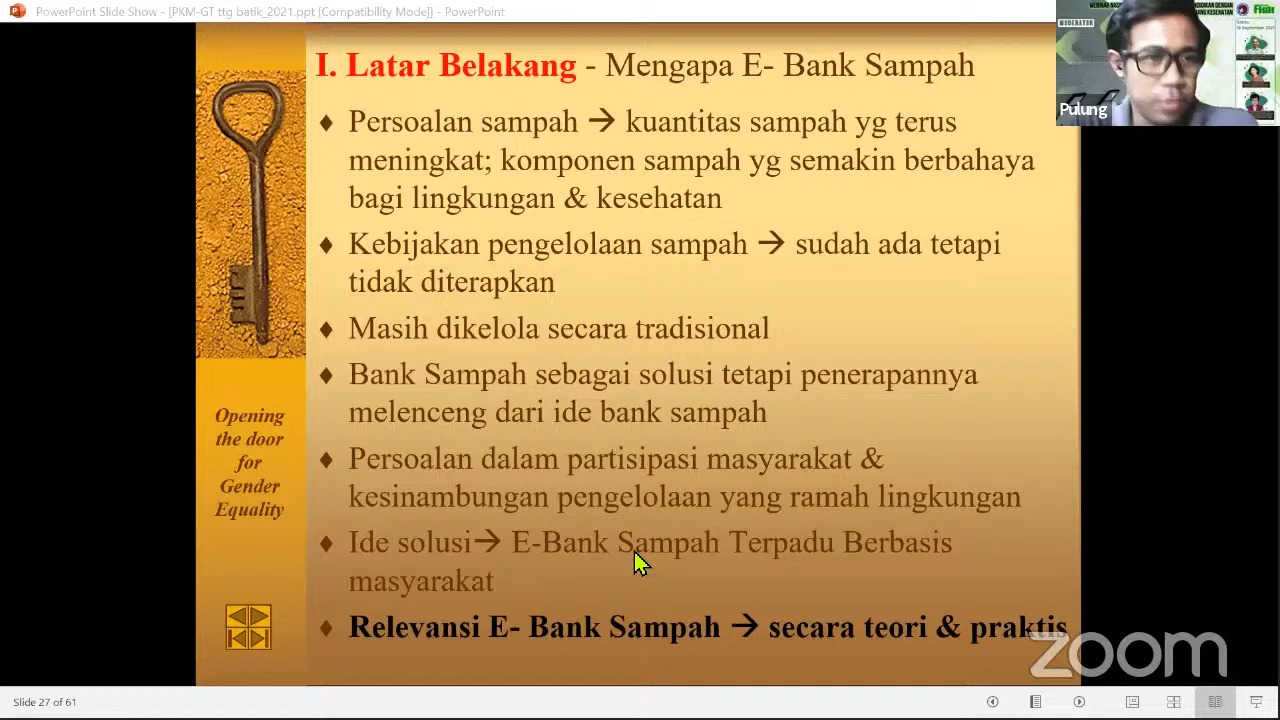 PowerPoint Slide Show - [PKM-GT ttg batik_2021.ppt [Compatibility Mode]] - PowerPoint
MODERATOR
Pulung
I. Latar Belakang - Mengapa E- Bank Sampah
♦ Persoalan sampah → kuantitas sampah yg terus
meningkat; komponen sampah yg semakin berbahaya
bagi lingkungan & kesehatan
♦ Kebijakan pengelolaan sampah → sudah ada tetapi
tidak diterapkan
♦ Masih dikelola secara tradisional
♦ Bank Sampah sebagai solusi tetapi penerapannya
melenceng dari ide bank sampah
♦ Persoalan dalam partisipasi masyarakat &
kesinambungan pengelolaan yang ramah lingkungan
♦ Ide solusi→ E-Bank Sampah Terpadu Berbasis
masyarakat
♦ Relevansi E- Bank Sampah → secara teori & praktis
Opening
the door
for
Gender
Equality
zoom
Slide 27 of 61